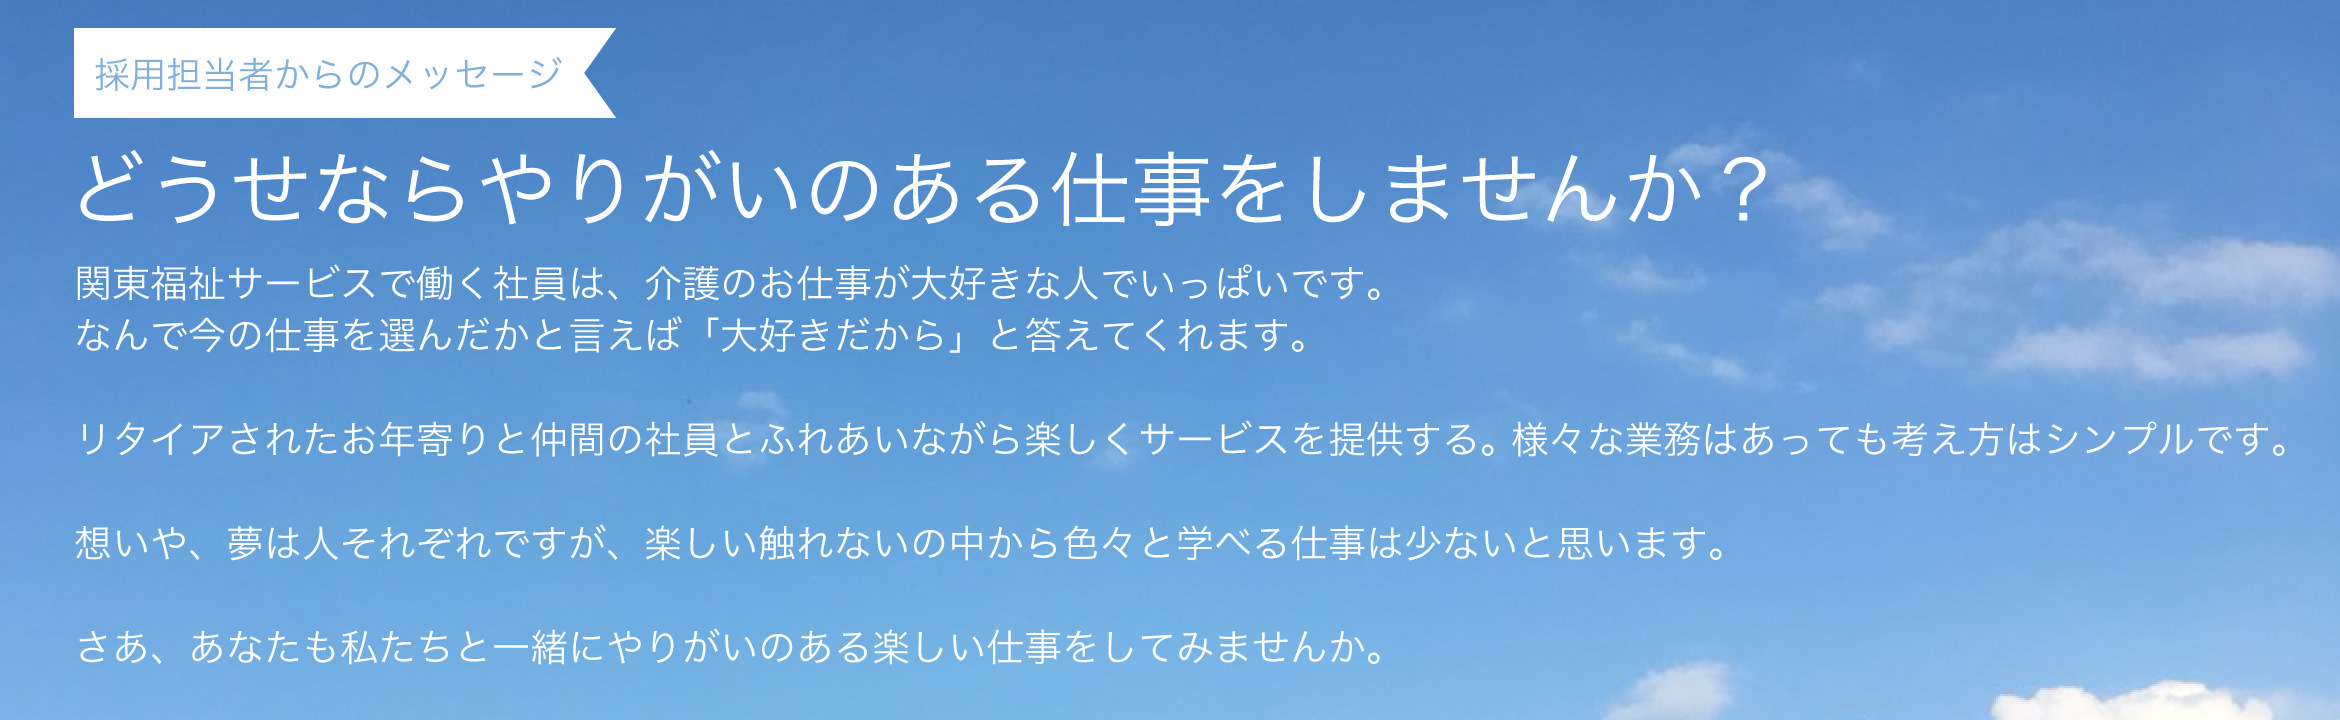 採用担当者からのメッセージ
どうせならやりがいのある仕事をしませんか？
関東福祉サービスで働く社員は、介護のお仕事が大好きな人でいっぱいです。
なんで今の仕事を選んだかと言えば「大好きだから」と答えてくれます。
リタイアされたお年寄りと仲間の社員とふれあいながら楽しくサービスを提供する。様々な業務はあっても考え方はシンプルです。
想いや、夢は人それぞれですが、楽しい触れないの中から色々と学べる仕事は少ないと思います。
さあ、あなたも私たちと一緒にやりがいのある楽しい仕事をしてみませんか。